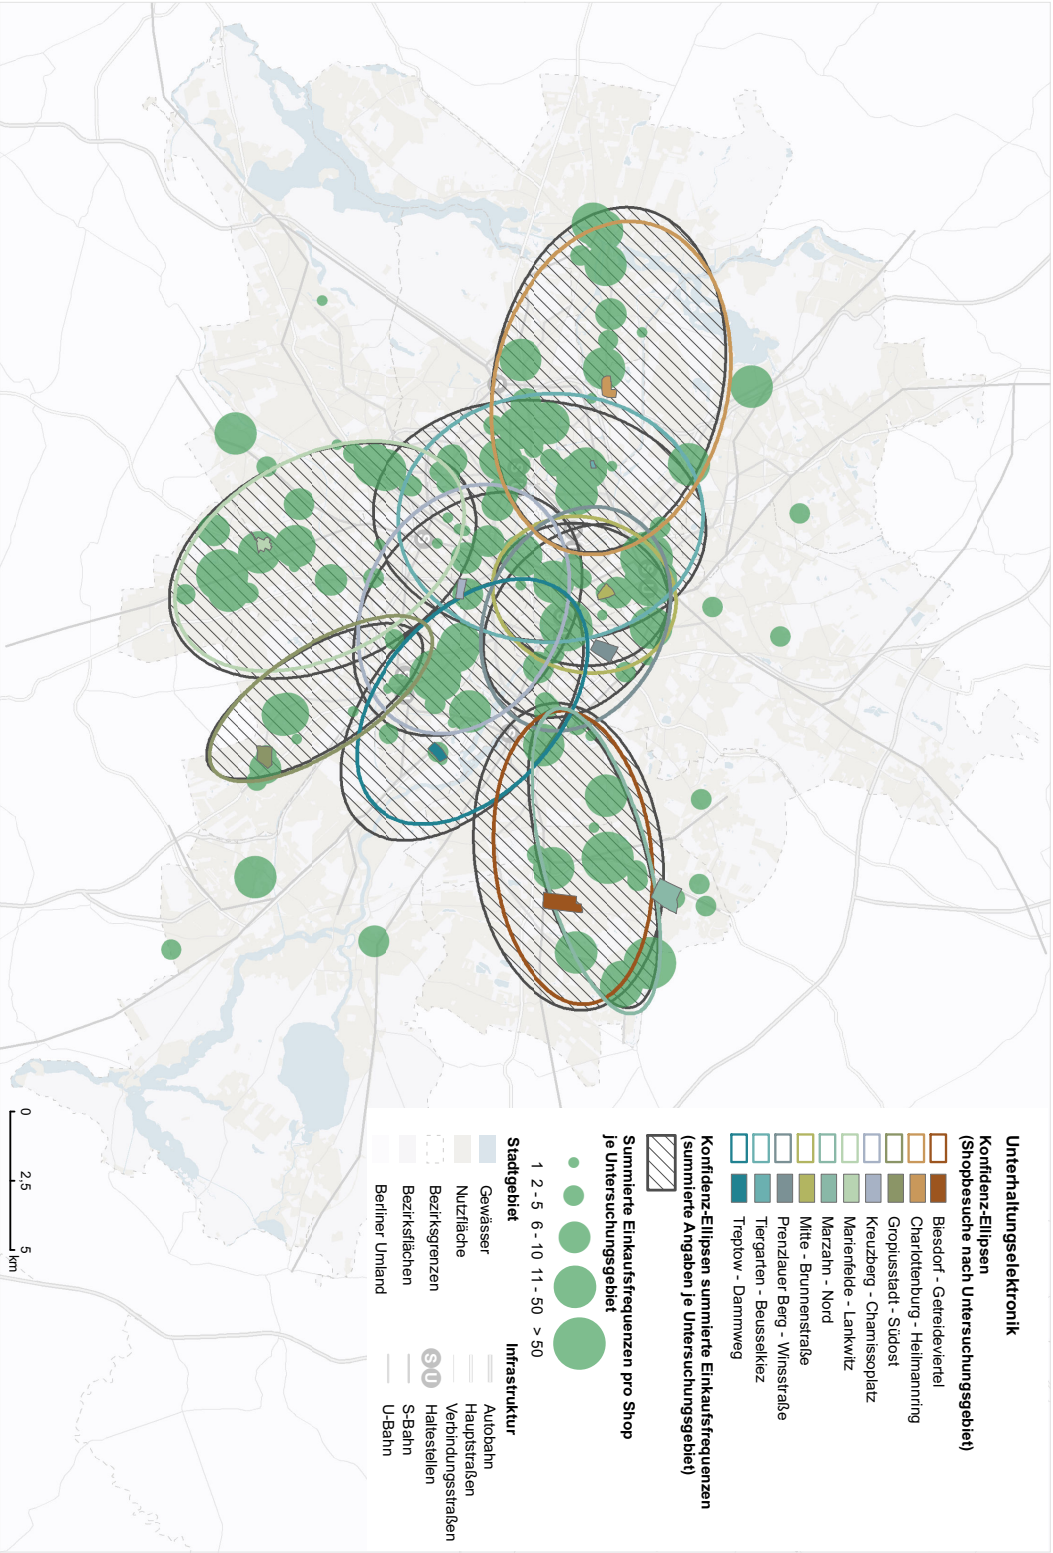 Unterhaltungselektronik
Konfidenz-Ellipsen
(Shopbesuche nach Untersuchungsgebiet)
Biesdorf - Getreideviertel
Charlottenburg - Heilmannring
Gropiusstadt - Südost
Kreuzberg - Chamissoplatz
Marienfelde - Lankwitz
Marzahn - Nord
Mitte - Brunnenstraße
Prenzlauer Berg - Winsstraße
Tiergarten - Beusselkiez
Treptow - Dammweg
Konfidenz-Ellipsen summierte Einkaufsfrequenzen
(summierte Angaben je Untersuchungsgebiet)
Summierte Einkaufsfrequenzen pro Shop
je Untersuchungsgebiet
1 2 - 5 6 - 10 11 - 50 > 50
Stadtgebiet
Gewässer
Nutzfläche
Bezirksgrenzen
Bezirksflächen
Berliner Umland
Infrastruktur
Autobahn
Hauptstraßen
Verbindungsstraßen
S U Haltestellen
S-Bahn
U-Bahn
0 2,5 5 km